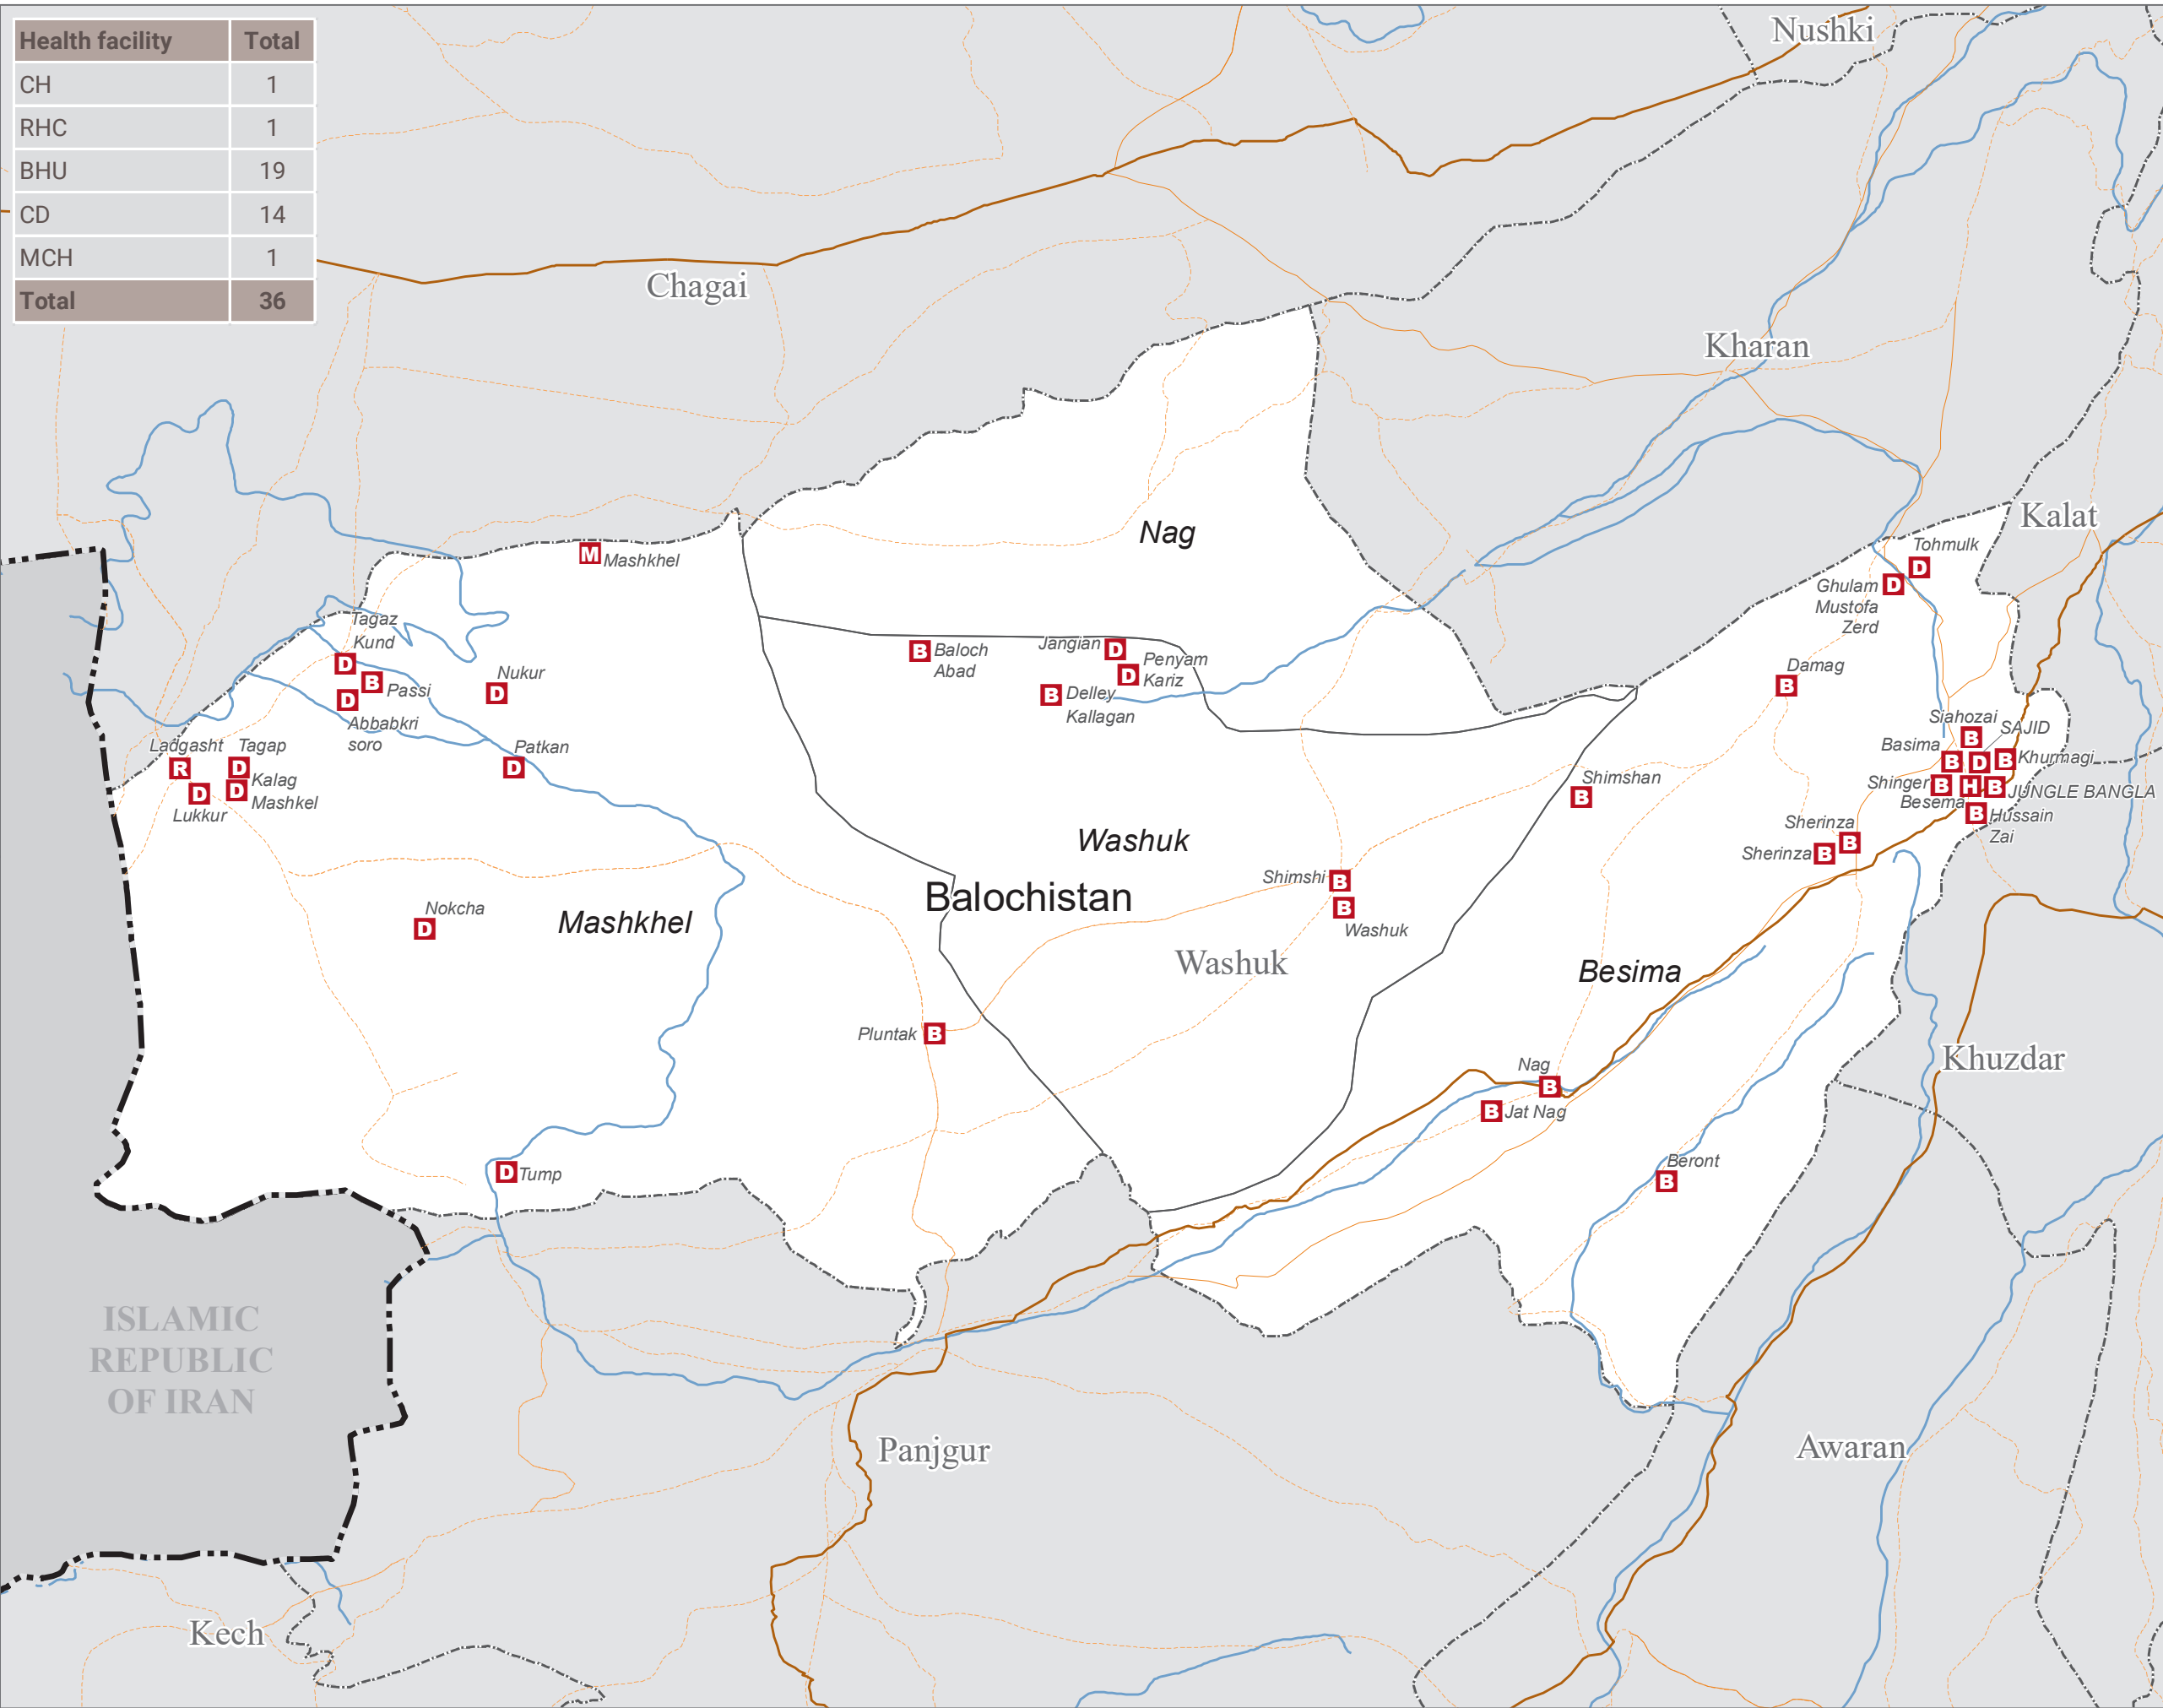 Health facility Total
CH 1
RHC 1
BHU 19
CD 14
MCH 1
Total 36
Nushki
Chagai
Kharan
Kalat
Nag
M Mashkhel
Tohmulk
D
Ghulam
Mustofa
Zerd
D
Tagaz
Kund
D
B Passi
D
Abbabkri
soro
Nukur
D
B Baloch
Abad
Jangian D
D Penyam
Kariz
B Delley
Kallagan
Damag
B
Siahozai
B
SAJID
D
Basima
B
B Khurmagi
Shinger B
Besema
H
B JUNGLE BANGLA
B Hussain
Zai
Ladgasht
R
Tagap
D
D Kalag
Mashkel
D
Lukkur
Patkan
D
Shimshan
B
Sherinza
B
Sherinza B
Washuk
Balochistan
Shimshi B
B
Washuk
Nokcha
D
Mashkhel
Washuk
Besima
Pluntak B
Khuzdar
Nag
B
B Jat Nag
Beront
B
D Tump
ISLAMIC
REPUBLIC
OF IRAN
Panjgur
Awaran
Kech